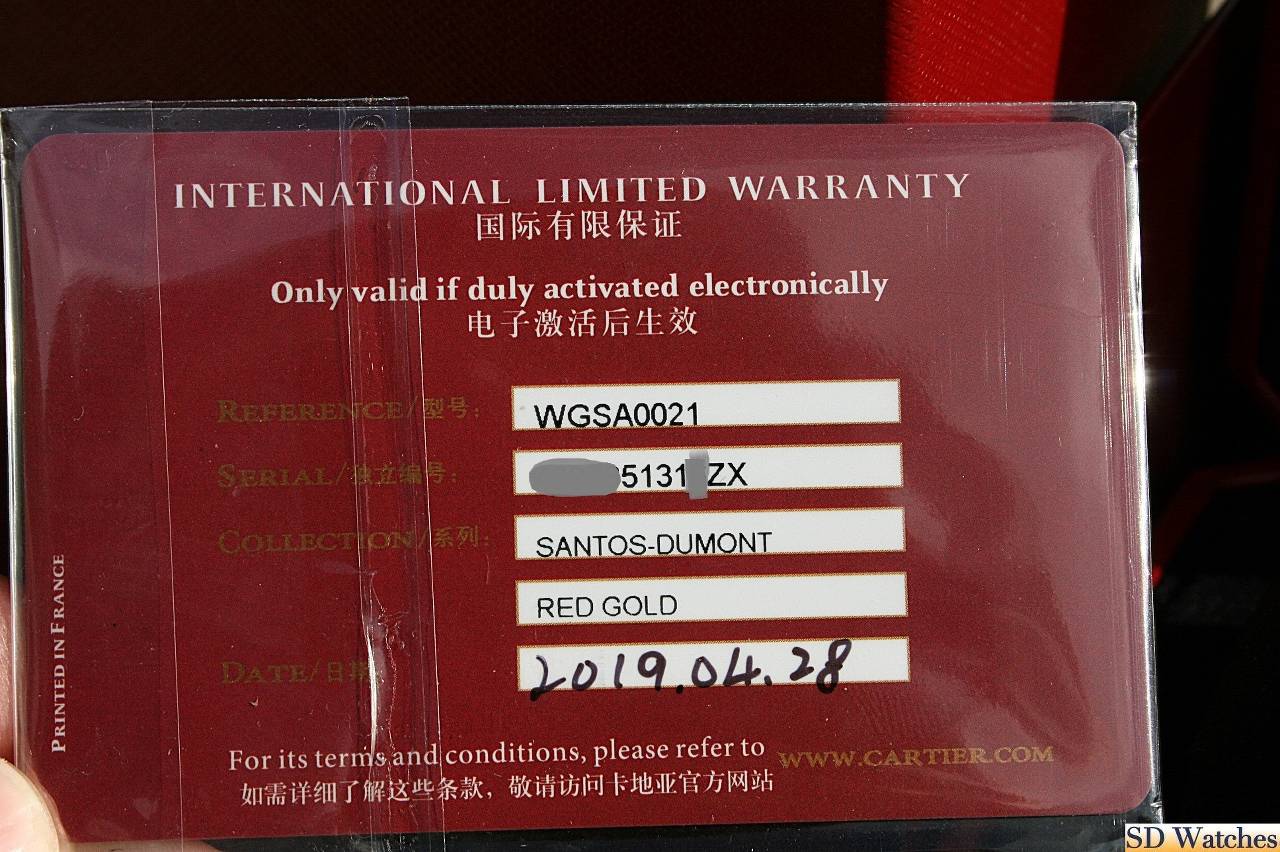 INTERNATIONAL LIMITED WARRANTY
国际有限保证
Only valid if duly activated electronically
电子激活后生效
REFERENCE/型号: WGSA0021
SERIAL/独立编号: 5131 ZX
COLLECTION/系列: SANTOS-DUMONT
RED GOLD
DATE/日期: 2019.04.28
For its terms and conditions, please refer to WWW.CARTIER.COM
如需详细了解这些条款，敬请访问卡地亚官方网站
PRINTED IN FRANCE
SD Watches